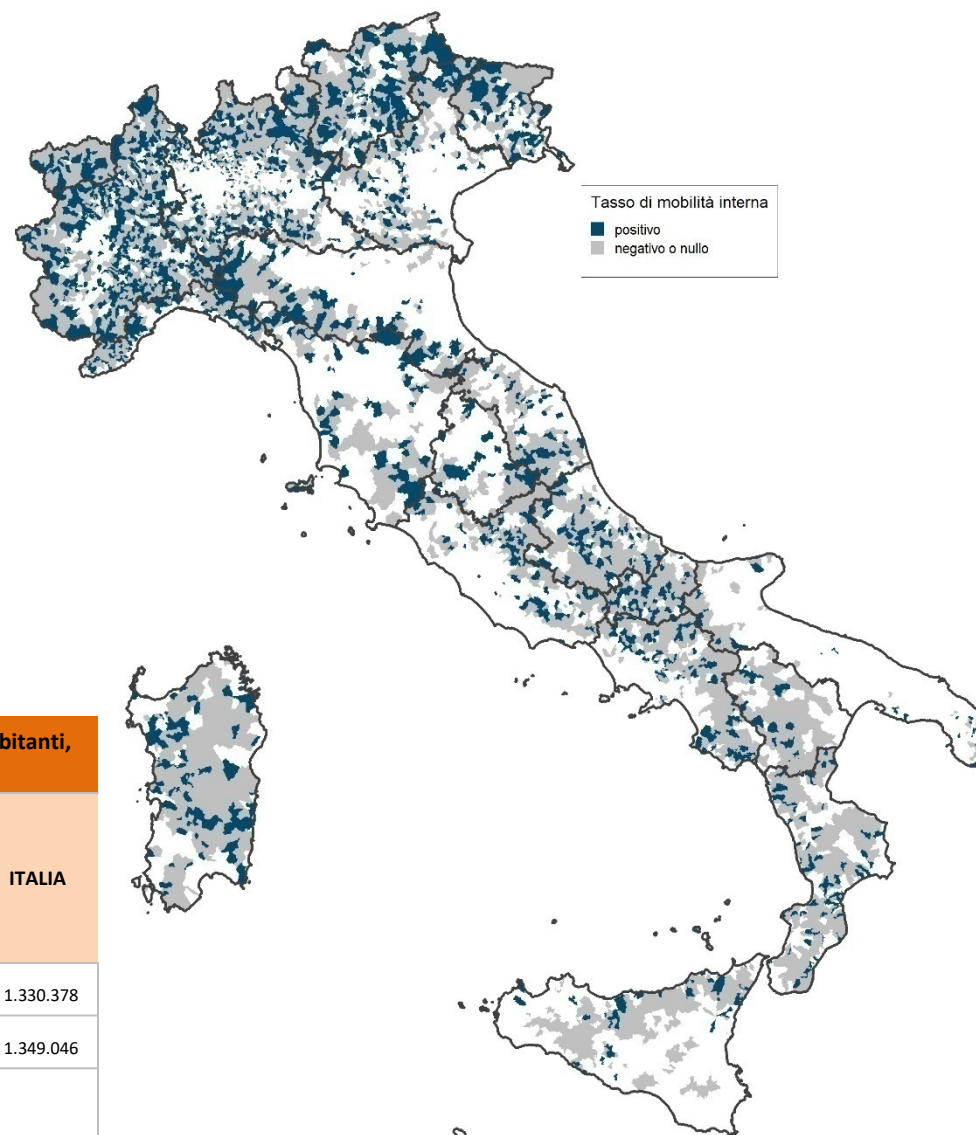 Tasso di mobilità interna
positivo
negativo o nullo
bitanti,
ITALIA
1.330.378
1.349.046